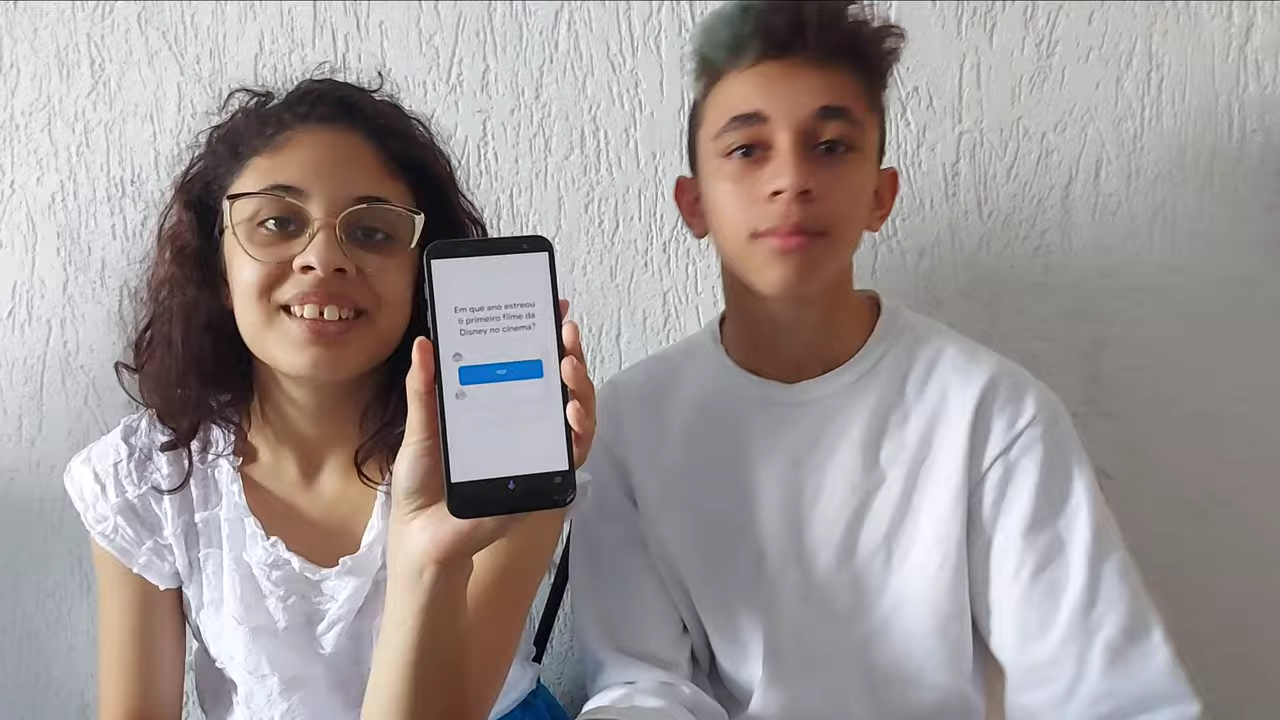 Em que ano estreou
o primeiro filme da
Disney no cinema?